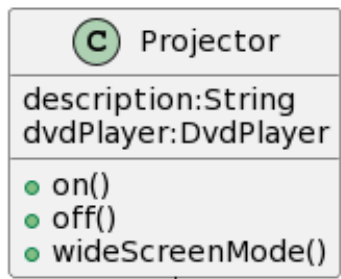 C Projector
description:String
dvdPlayer:DvdPlayer
on()
off()
wideScreenMode()